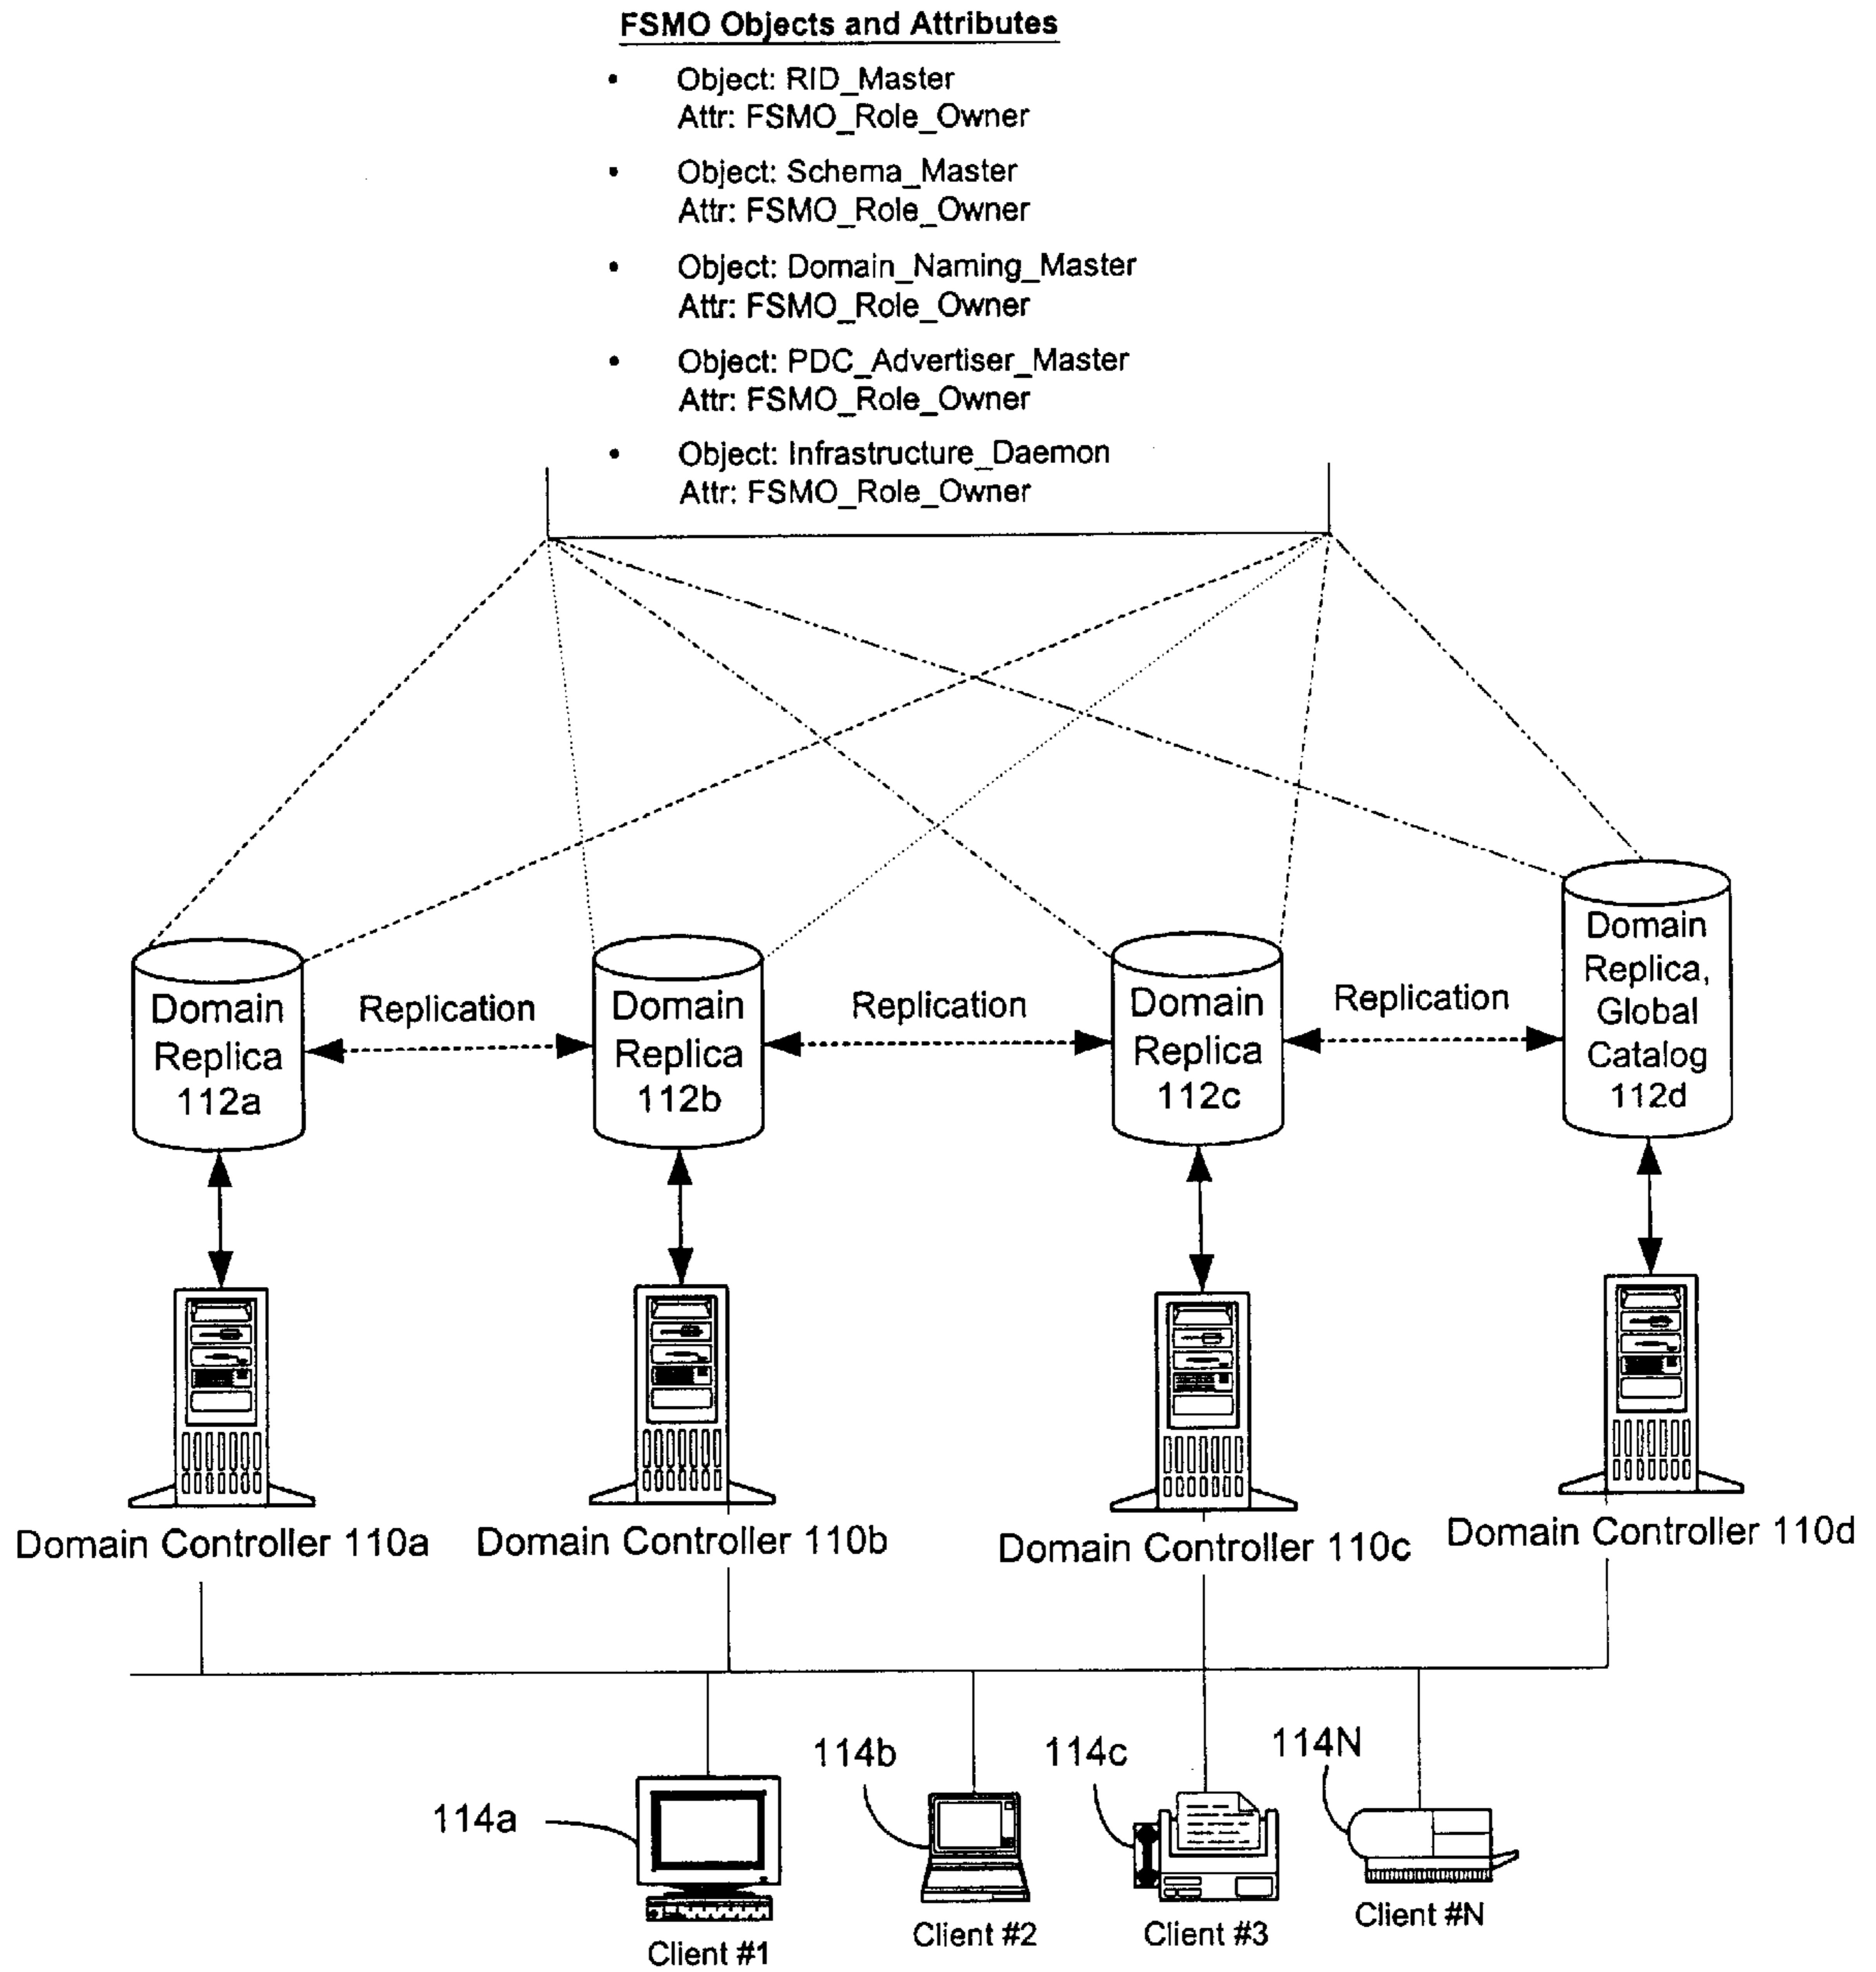 FSMO Objects and Attributes
• Object: RID_Master
Attr: FSMO_Role_Owner
• Object: Schema_Master
Attr: FSMO_Role_Owner
• Object: Domain_Naming_Master
Attr: FSMO_Role_Owner
• Object: PDC_Advertiser_Master
Attr: FSMO_Role_Owner
• Object: Infrastructure_Daemon
Attr: FSMO_Role_Owner
Domain
Replica
112a
Replication
Domain
Replica
112b
Replication
Domain
Replica
112c
Replication
Domain
Replica,
Global
Catalog
112d
Domain Controller 110a
Domain Controller 110b
Domain Controller 110c
Domain Controller 110d
114a
114b
114c
114N
Client #1
Client #2
Client #3
Client #N